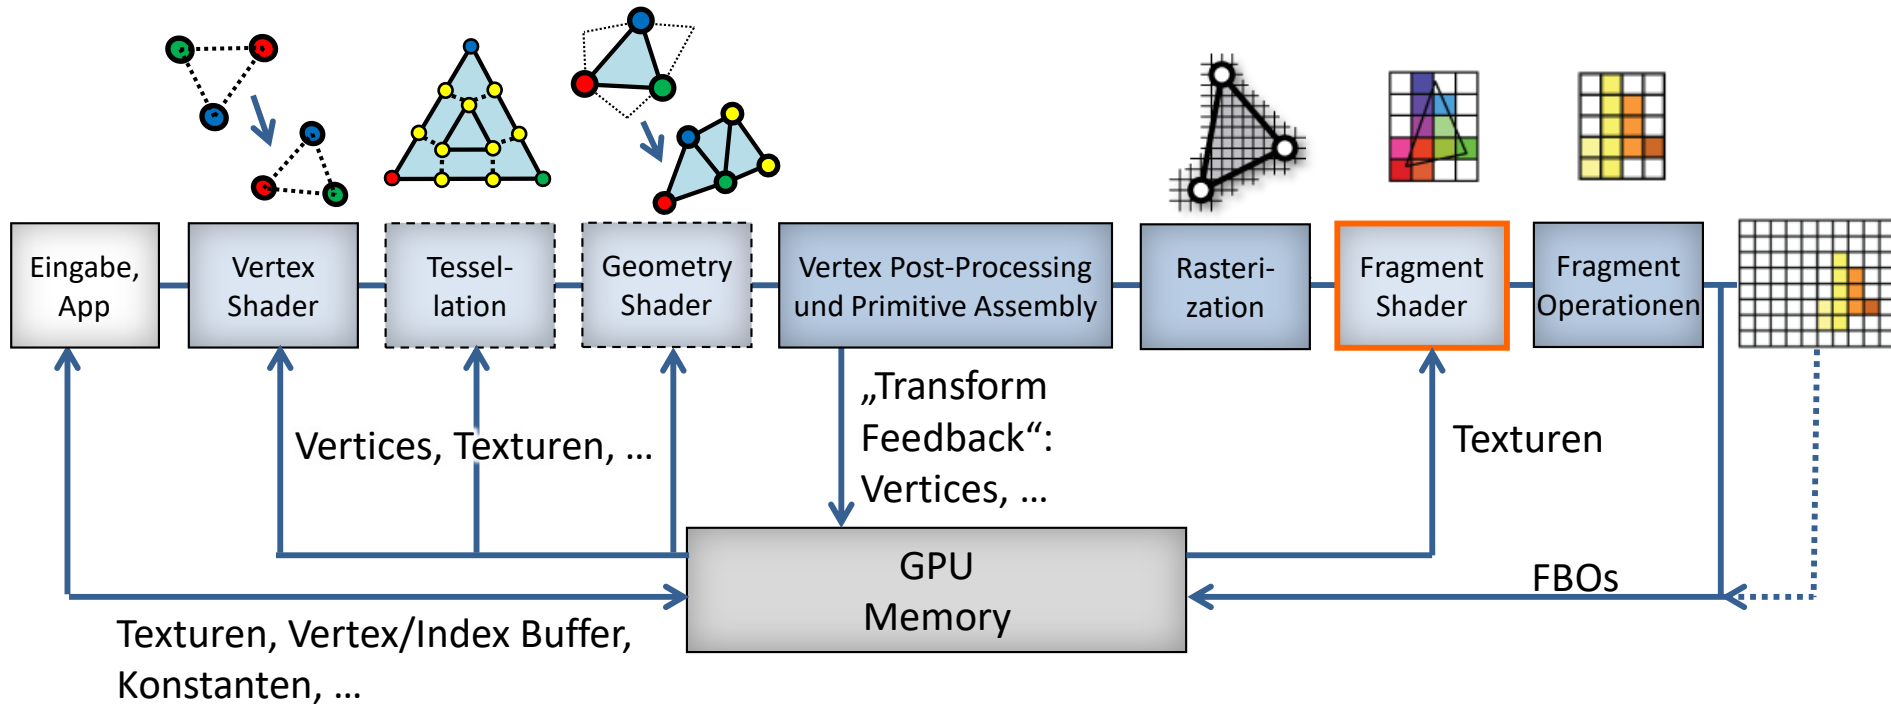 Eingabe,
App
Vertex
Shader
Tessel-
lation
Geometry
Shader
Vertex Post-Processing
und Primitive Assembly
Rasteri-
zation
Fragment
Shader
Fragment
Operationen
Vertices, Texturen, ...
„Transform
Feedback“:
Vertices, ...
Texturen
GPU
Memory
FBOs
Texturen, Vertex/Index Buffer,
Konstanten, ...